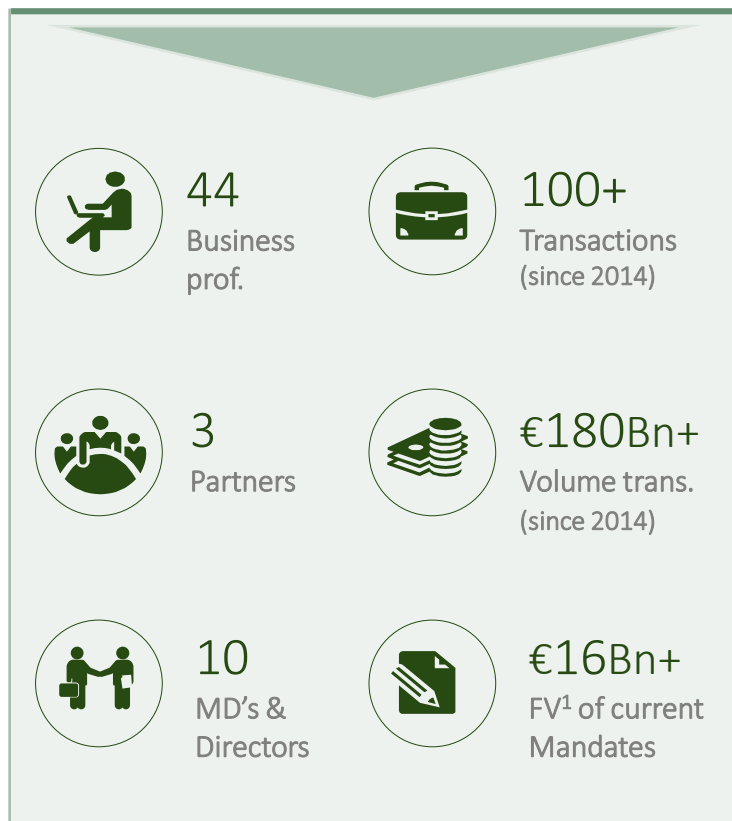 44
Business
prof.
100+
Transactions
(since 2014)
3
Partners
€180Bn+
Volume trans.
(since 2014)
10
MD’s &
Directors
€16Bn+
FV¹ of current
Mandates